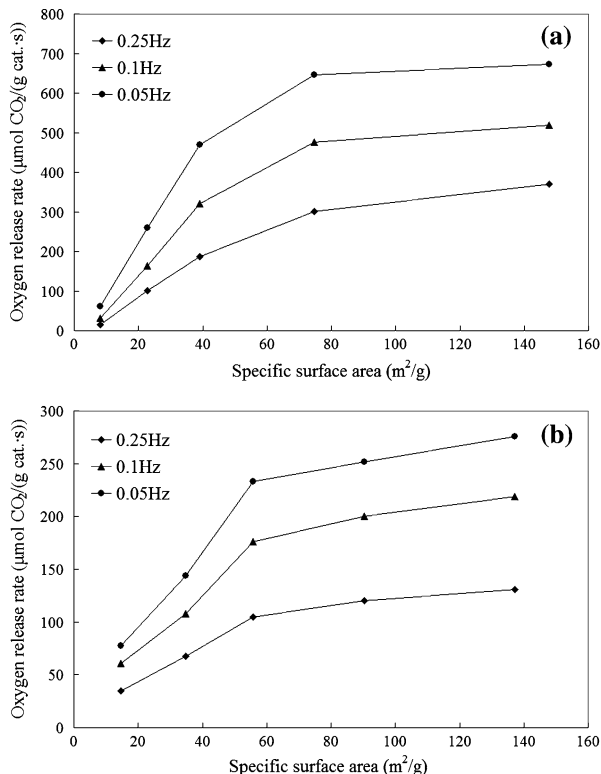 (a)
0.25Hz
0.1Hz
0.05Hz
800
700
600
500
400
300
200
100
0
0 20 40 60 80 100 120 140 160
Oxygen release rate (μmol CO₂/(g cat.·s))
Specific surface area (m²/g)
(b)
0.25Hz
0.1Hz
0.05Hz
300
250
200
150
100
50
0
0 20 40 60 80 100 120 140 160
Oxygen release rate (μmol CO₂/(g cat.·s))
Specific surface area (m²/g)